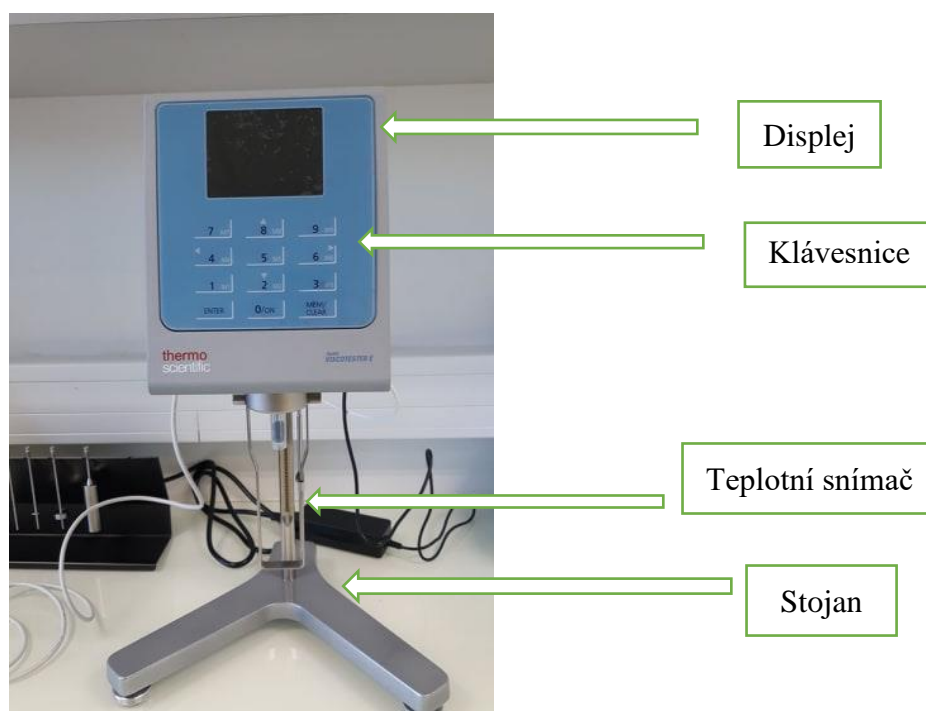 Displej
7 8 9
Klávesnice
4 5 6
1 2 3
ENTER 0/ON MENU/
CLEAR
thermo
scientific
VISCOTESTER E
Teplotní snímač
Stojan